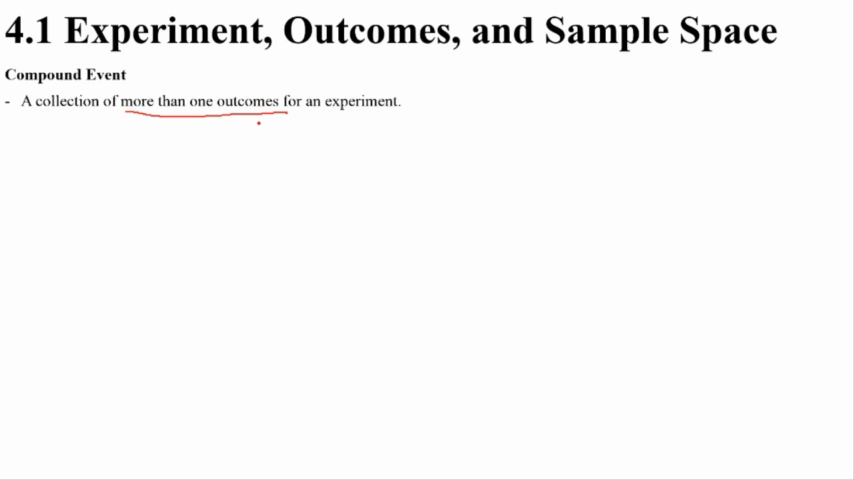 4.1 Experiment, Outcomes, and Sample Space
Compound Event
- A collection of more than one outcomes for an experiment.